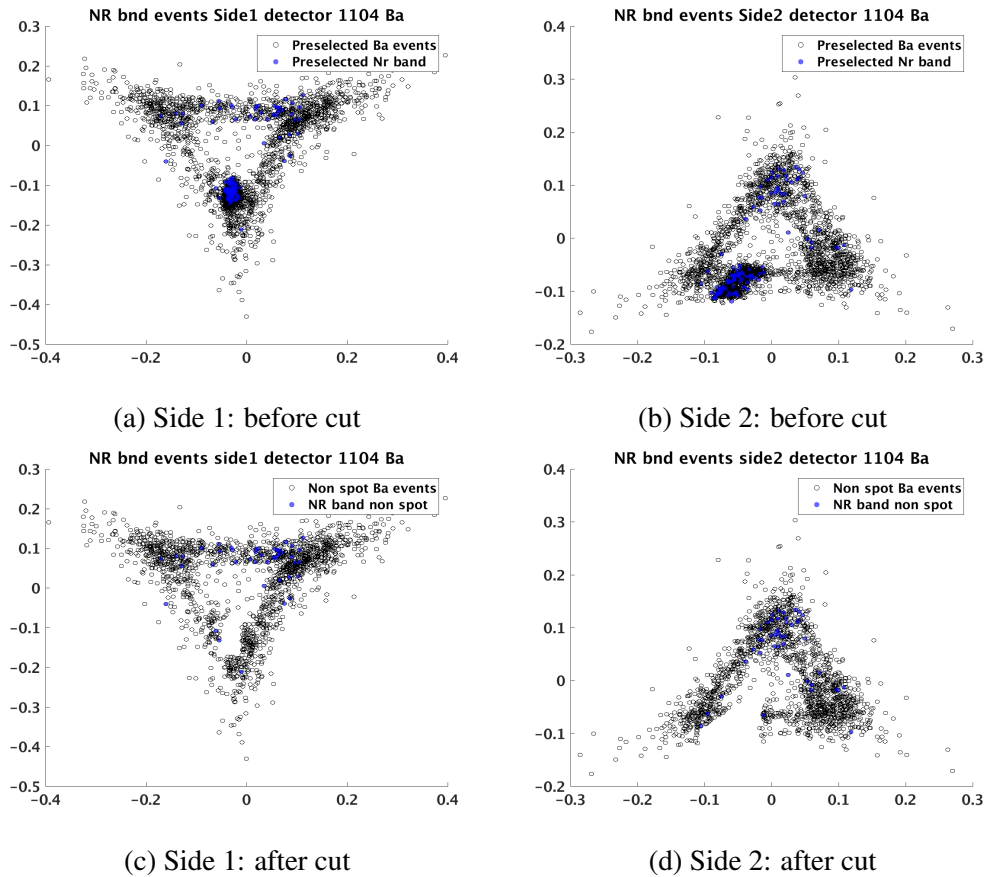 NR bnd events Side1 detector 1104 Ba
0.3
0.2
0.1
0
-0.1
-0.2
-0.3
-0.4
-0.5
-0.4 -0.2 0 0.2 0.4
Preselected Ba events
Preselected Nr band
(a) Side 1: before cut
NR bnd events Side2 detector 1104 Ba
0.4
0.3
0.2
0.1
0
-0.1
-0.2
-0.3 -0.2 -0.1 0 0.1 0.2 0.3
Preselected Ba events
Preselected Nr band
(b) Side 2: before cut
NR bnd events side1 detector 1104 Ba
0.3
0.2
0.1
0
-0.1
-0.2
-0.3
-0.4
-0.5
-0.4 -0.2 0 0.2 0.4
Non spot Ba events
NR band non spot
(c) Side 1: after cut
NR bnd events side2 detector 1104 Ba
0.4
0.3
0.2
0.1
0
-0.1
-0.2
-0.3 -0.2 -0.1 0 0.1 0.2 0.3
Non spot Ba events
NR band non spot
(d) Side 2: after cut